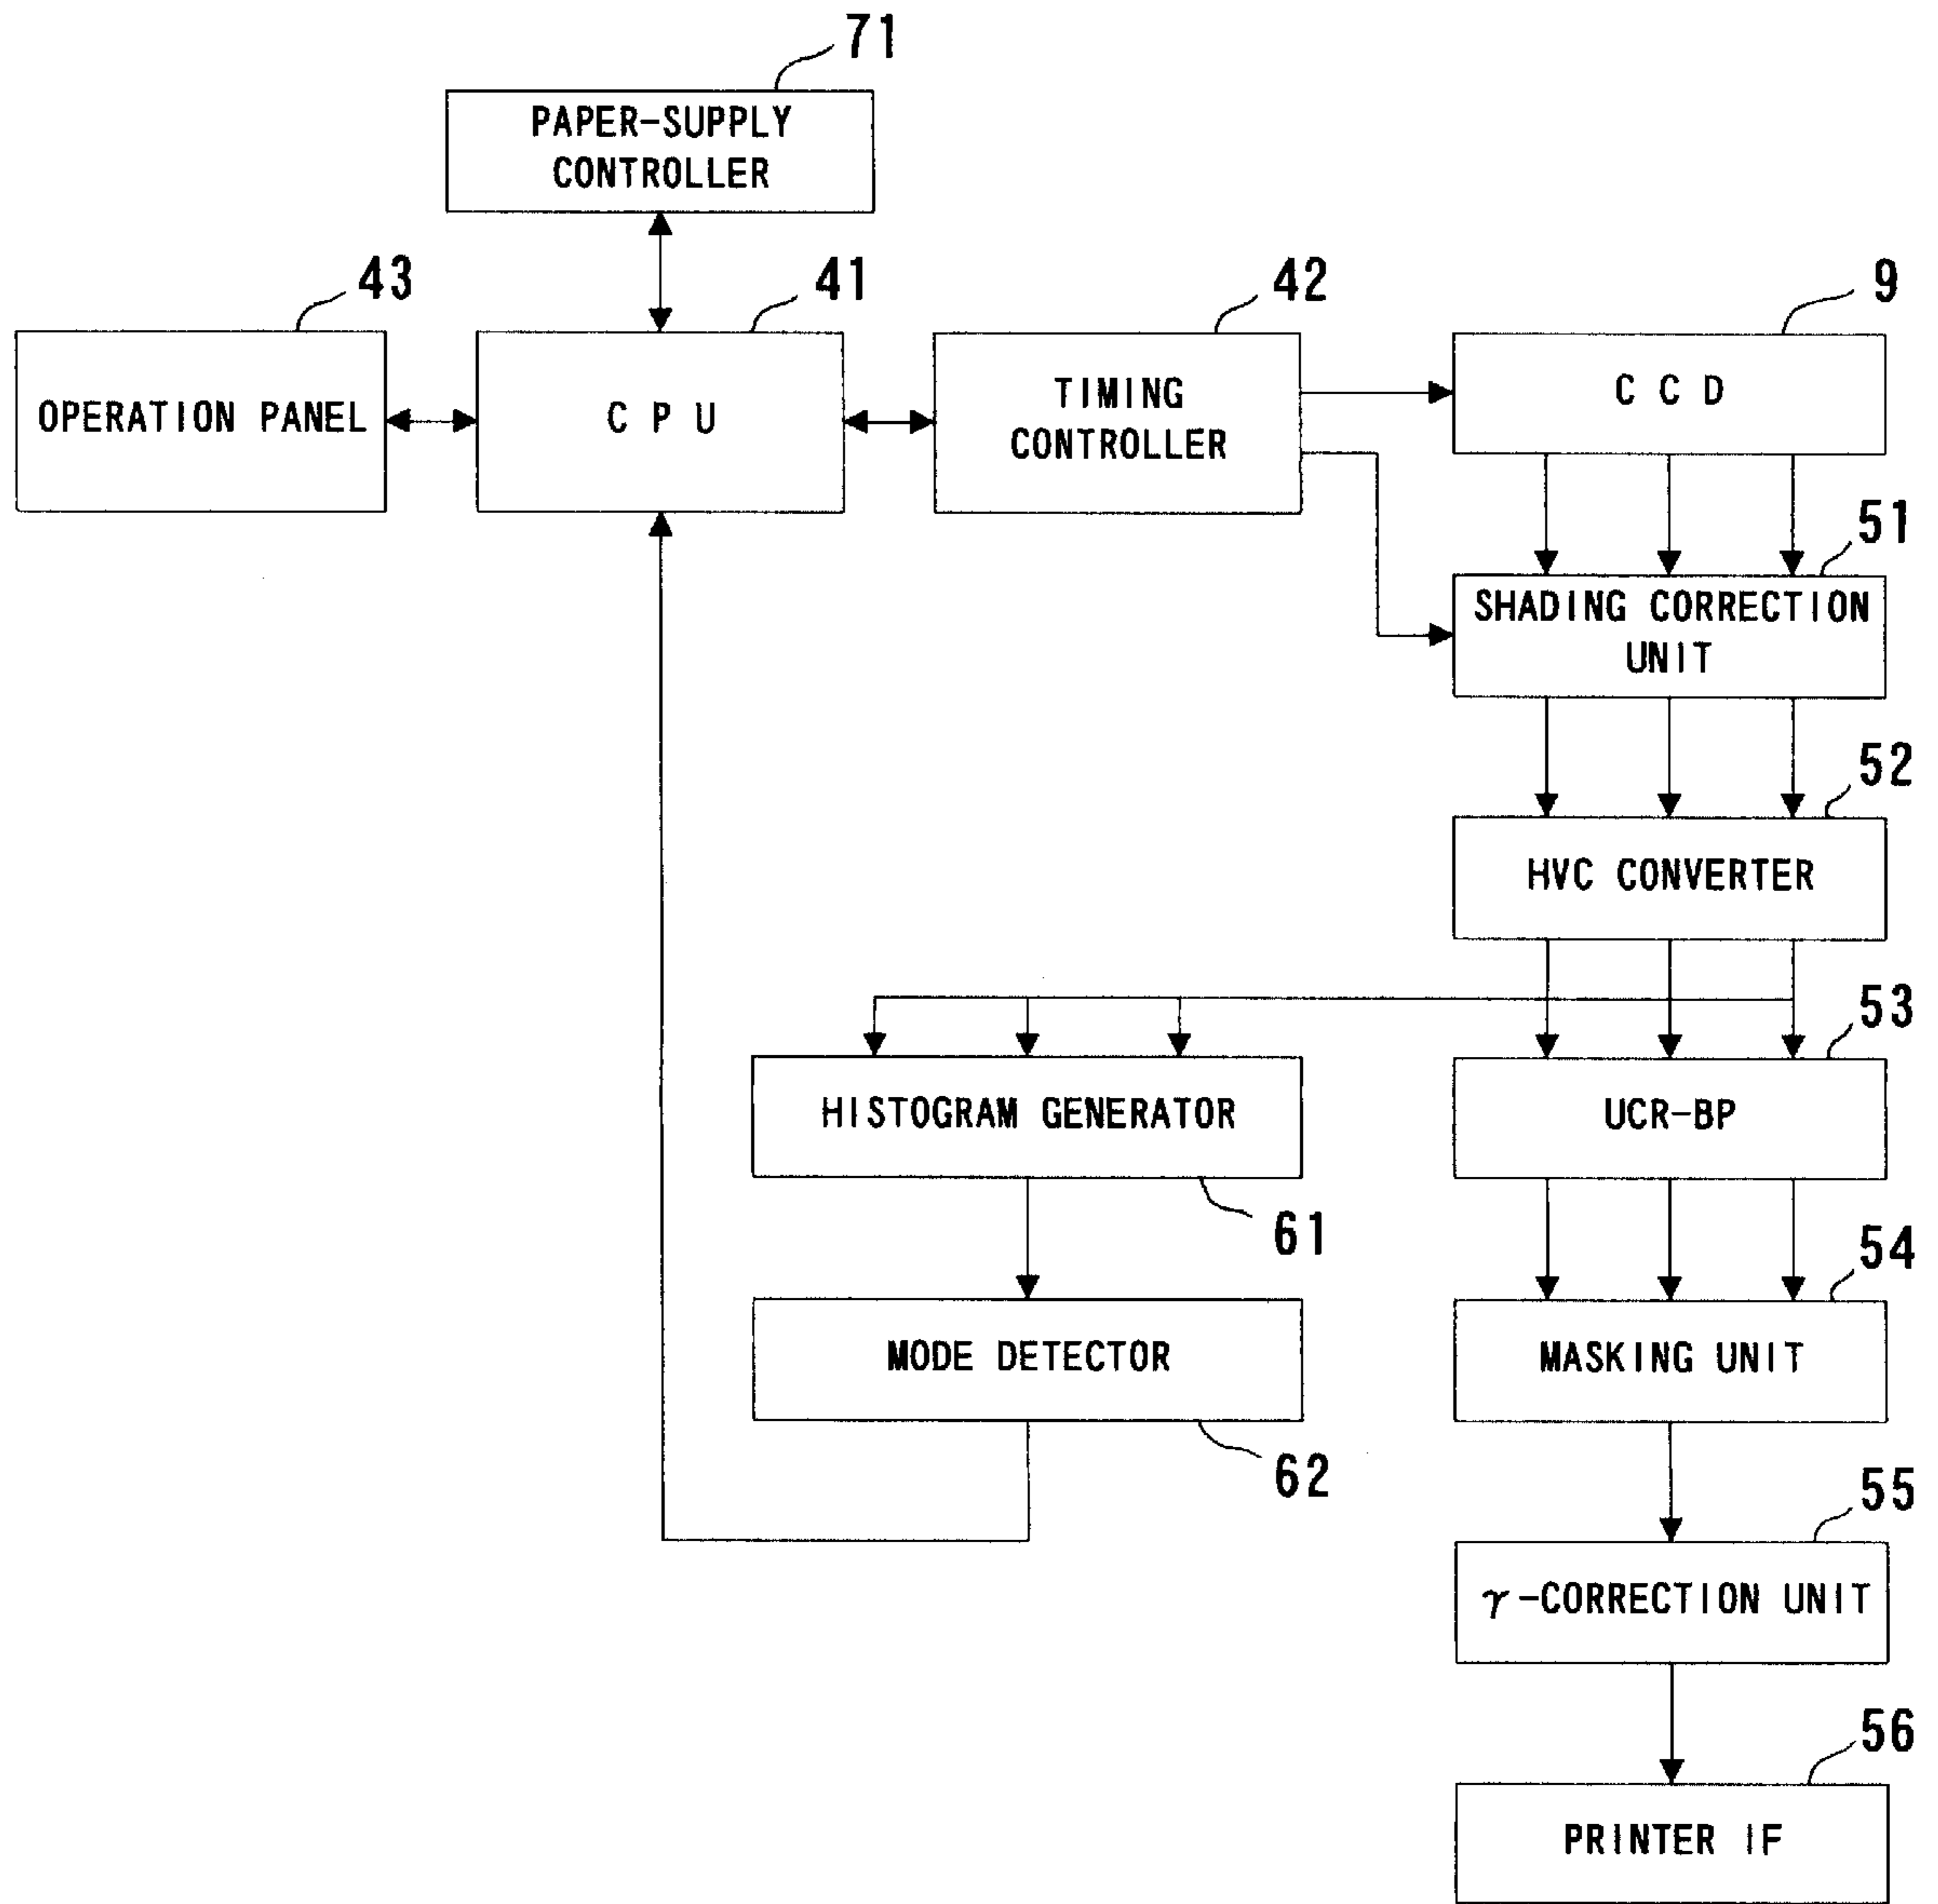 71
PAPER-SUPPLY
CONTROLLER
43
41
42
9
OPERATION PANEL
C P U
TIMING
CONTROLLER
C C D
51
SHADING CORRECTION
UNIT
52
HVC CONVERTER
53
HISTOGRAM GENERATOR
UCR-BP
61
54
MODE DETECTOR
MASKING UNIT
62
55
γ-CORRECTION UNIT
56
PRINTER IF